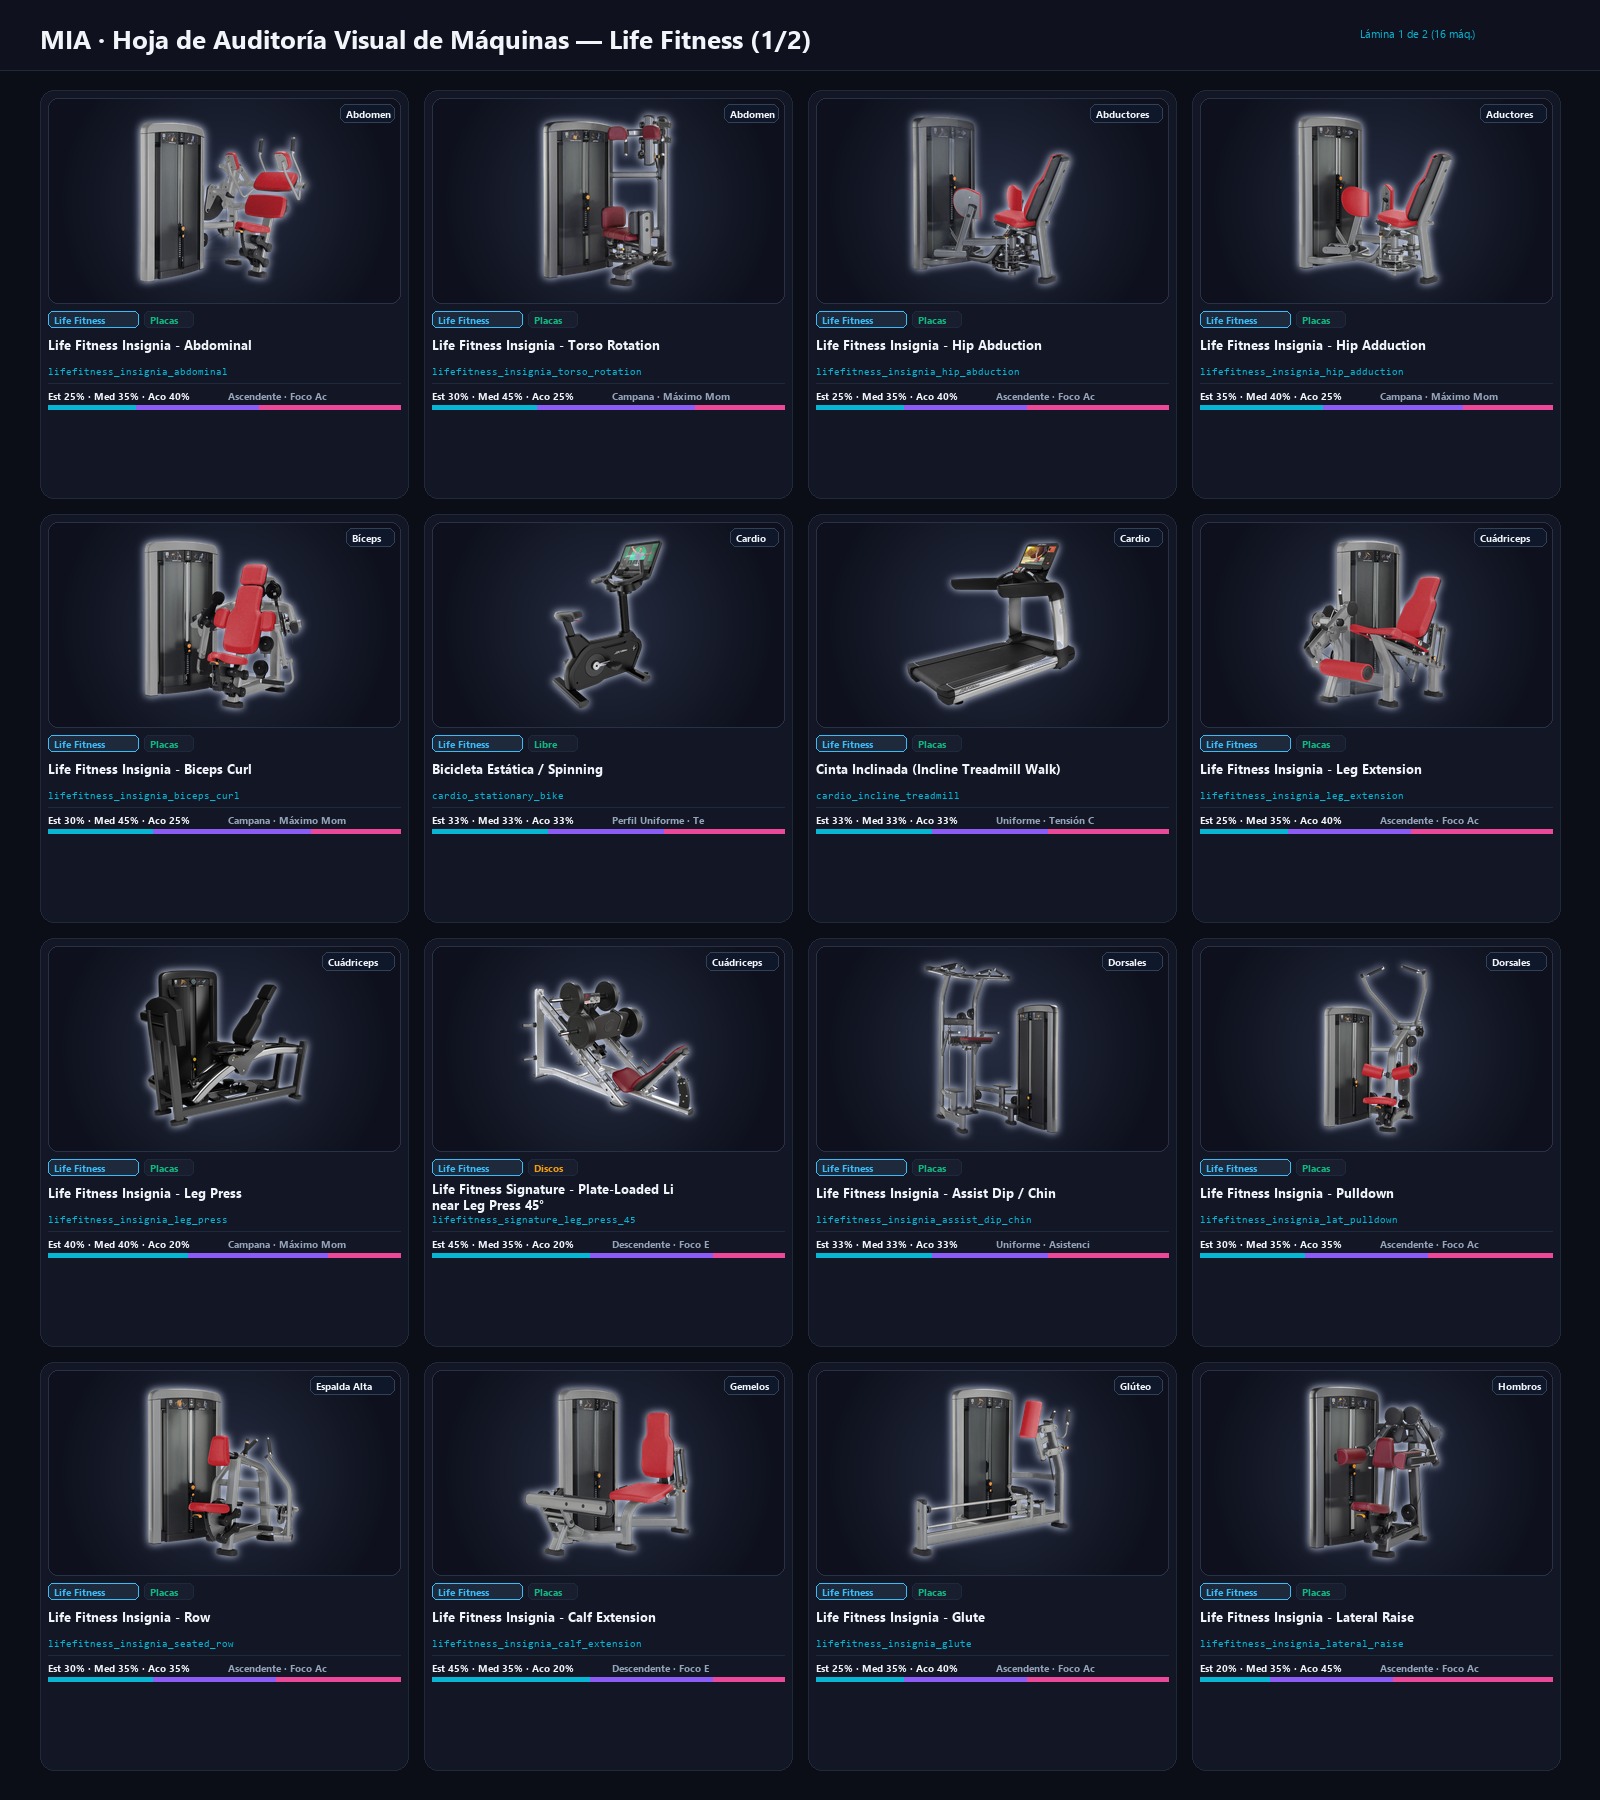 MIA · Hoja de Auditoría Visual de Máquinas — Life Fitness (1/2)
Lámina 1 de 2 (16 máq.)
Abdomen
Life Fitness
Placas
Life Fitness Insignia - Abdominal
lifefitness_insignia_abdominal
Est 25% · Med 35% · Aco 40%
Ascendente · Foco Ac
Abdomen
Life Fitness
Placas
Life Fitness Insignia - Torso Rotation
lifefitness_insignia_torso_rotation
Est 30% · Med 45% · Aco 25%
Campana · Máximo Mom
Abductores
Life Fitness
Placas
Life Fitness Insignia - Hip Abduction
lifefitness_insignia_hip_abduction
Est 25% · Med 35% · Aco 40%
Ascendente · Foco Ac
Aductores
Life Fitness
Placas
Life Fitness Insignia - Hip Adduction
lifefitness_insignia_hip_adduction
Est 35% · Med 40% · Aco 25%
Campana · Máximo Mom
Bíceps
Life Fitness
Placas
Life Fitness Insignia - Biceps Curl
lifefitness_insignia_biceps_curl
Est 30% · Med 45% · Aco 25%
Campana · Máximo Mom
Cardio
Life Fitness
Libre
Bicicleta Estática / Spinning
cardio_stationary_bike
Est 33% · Med 33% · Aco 33%
Perfil Uniforme · Te
Cardio
Life Fitness
Placas
Cinta Inclinada (Incline Treadmill Walk)
cardio_incline_treadmill
Est 33% · Med 33% · Aco 33%
Uniforme · Tensión C
Cuádriceps
Life Fitness
Placas
Life Fitness Insignia - Leg Extension
lifefitness_insignia_leg_extension
Est 25% · Med 35% · Aco 40%
Ascendente · Foco Ac
Cuádriceps
Life Fitness
Placas
Life Fitness Insignia - Leg Press
lifefitness_insignia_leg_press
Est 40% · Med 40% · Aco 20%
Campana · Máximo Mom
Cuádriceps
Life Fitness
Discos
Life Fitness Signature - Plate-Loaded Li
near Leg Press 45°
lifefitness_signature_leg_press_45
Est 45% · Med 35% · Aco 20%
Descendente · Foco E
Dorsales
Life Fitness
Placas
Life Fitness Insignia - Assist Dip / Chin
lifefitness_insignia_assist_dip_chin
Est 33% · Med 33% · Aco 33%
Uniforme · Asistenci
Dorsales
Life Fitness
Placas
Life Fitness Insignia - Pulldown
lifefitness_insignia_lat_pulldown
Est 30% · Med 35% · Aco 35%
Ascendente · Foco Ac
Espalda Alta
Life Fitness
Placas
Life Fitness Insignia - Row
lifefitness_insignia_seated_row
Est 30% · Med 35% · Aco 35%
Ascendente · Foco Ac
Gemelos
Life Fitness
Placas
Life Fitness Insignia - Calf Extension
lifefitness_insignia_calf_extension
Est 45% · Med 35% · Aco 20%
Descendente · Foco E
Glúteo
Life Fitness
Placas
Life Fitness Insignia - Glute
lifefitness_insignia_glute
Est 25% · Med 35% · Aco 40%
Ascendente · Foco Ac
Hombros
Life Fitness
Placas
Life Fitness Insignia - Lateral Raise
lifefitness_insignia_lateral_raise
Est 20% · Med 35% · Aco 45%
Ascendente · Foco Ac